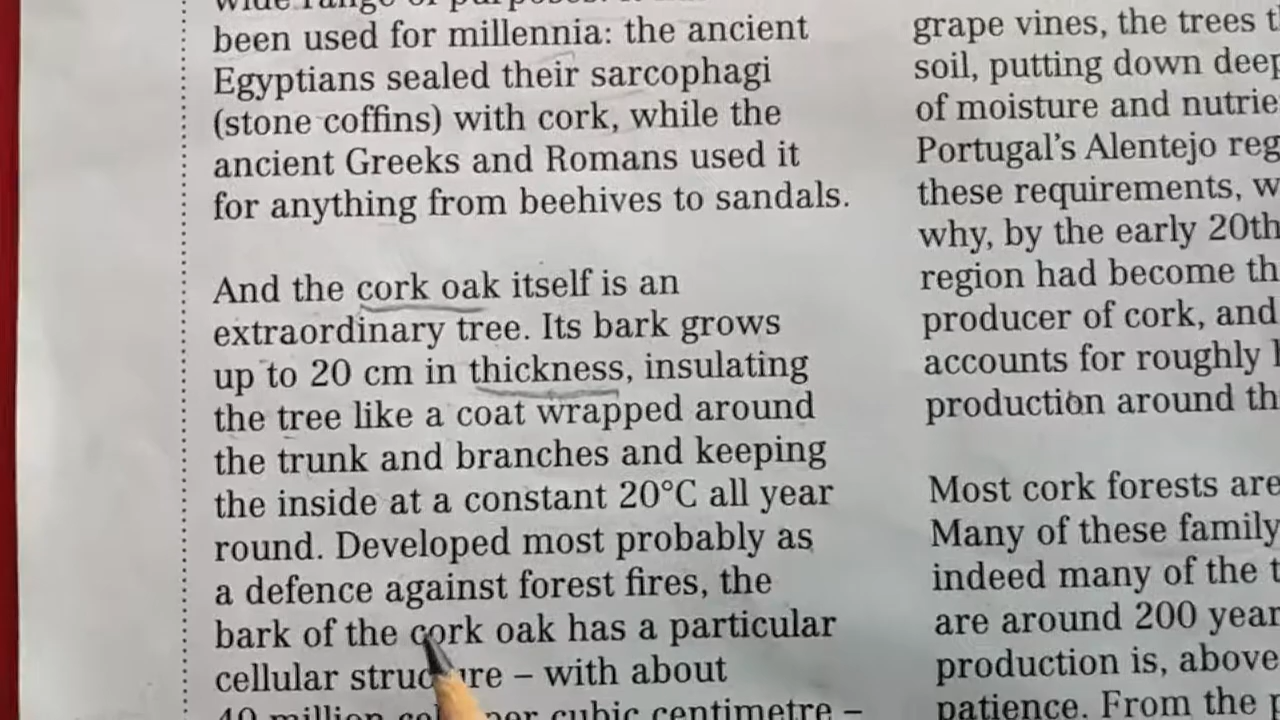 been used for millennia: the ancient
Egyptians sealed their sarcophagi
(stone coffins) with cork, while the
ancient Greeks and Romans used it
for anything from beehives to sandals.
And the cork oak itself is an
extraordinary tree. Its bark grows
up to 20 cm in thickness, insulating
the tree like a coat wrapped around
the trunk and branches and keeping
the inside at a constant 20°C all year
round. Developed most probably as
a defence against forest fires, the
bark of the cork oak has a particular
cellular structure – with about
40 million per cubic centimetre –
grape vines, the trees
soil, putting down
of moisture and
Portugal's Alentejo
these requirements,
why, by the early 20th
region had become
producer of cork, and
accounts for roughly
production around
Most cork forests are
Many of these family
indeed many of the
are around 200
production is, above
patience. From the